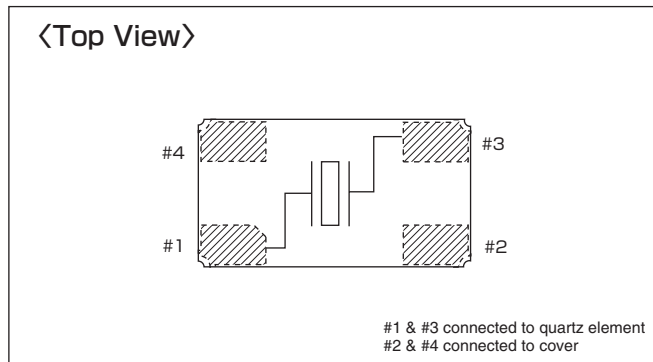 〈Top View〉
#4
#3
#1
#2
#1 & #3 connected to quartz element
#2 & #4 connected to cover